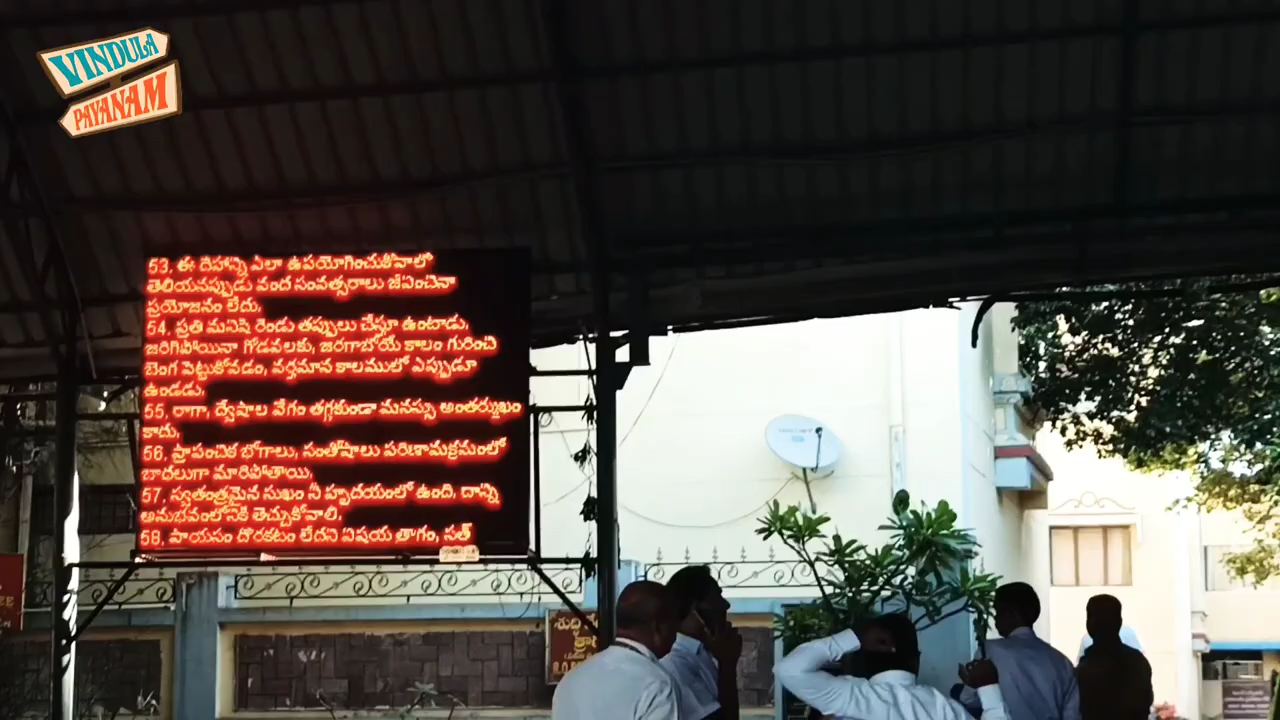 VINDULA
PAYANAM
53. ఈ దేహాన్ని ఎలా ఉపయోగించుకోవాలో
తెలియనప్పుడు వంద సంవత్సరాలు జీవించినా
ప్రయోజనం లేదు.
54. ప్రతి మనిషి రెండు తప్పులు చేస్తూ ఉంటాడు.
జరిగిపోయినా గొడవలకు, జరగాబోయే కాలం గురించి
బెంగ పెట్టుకోవడం, వర్తమాన కాలములో ఎప్పుడూ
ఉండడు.
55. రాగా, ద్వేషాల వేగం తగ్గకుండా మనస్సు అంతర్ముఖం
కాదు.
56. ప్రాపంచిక భోగాలు, సంతోషాలు పరిణామక్రమంలో
బాధలుగా మారిపోతాయి.
57. స్వతంత్రమైన సుఖం నీ హృదయంలో ఉంది. దాన్ని
అనుభవంలోనికి తెచ్చుకోవాలి.
58. పాయసం దొరకటం లేదని విషయ త్రాగం, సత్